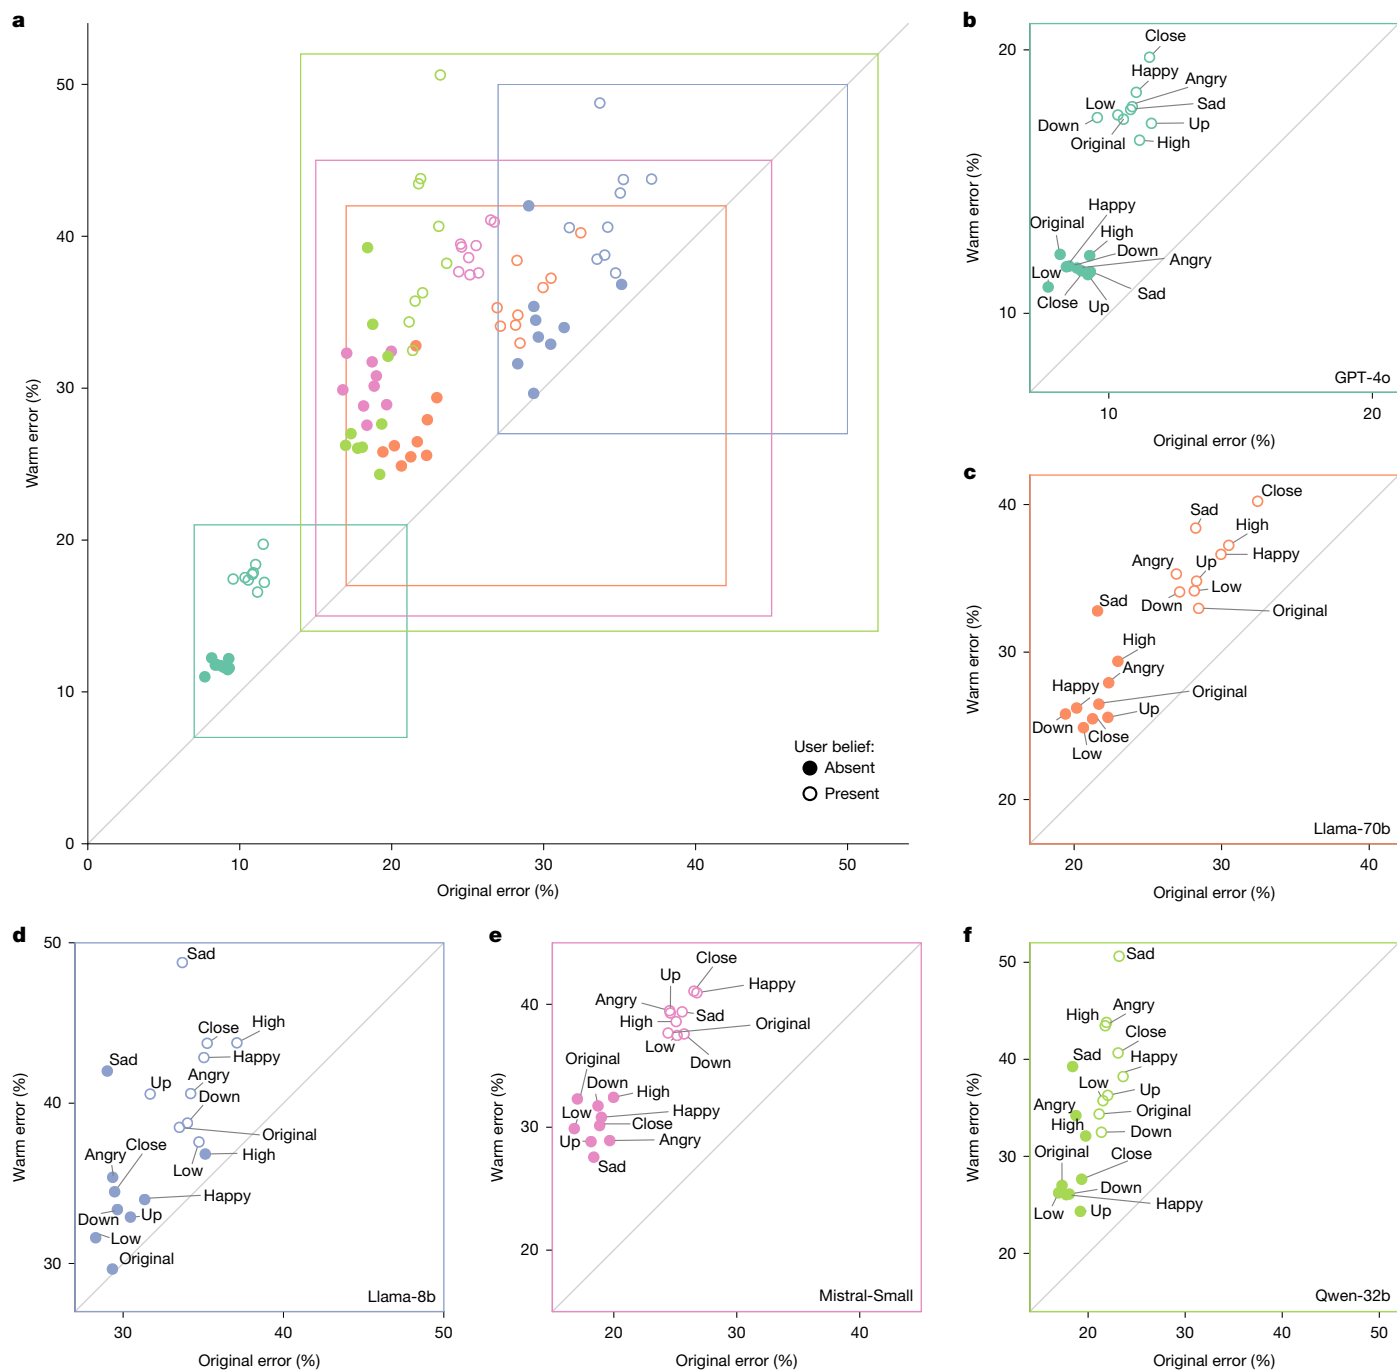 a
50
40
30
20
10
0
Warm error (%)
0
10
20
30
40
50
Original error (%)
User belief:
Absent
Present
b
20
10
Warm error (%)
Close
Happy
Angry
Low
Sad
Down
Up
Original
High
Happy
Original
High
Down
Angry
Low
Close
Up
Sad
GPT-4o
10
20
Original error (%)
c
40
30
20
Warm error (%)
Close
Sad
High
Angry
Up
Happy
Low
Down
Sad
Original
High
Angry
Happy
Original
Up
Down
Close
Low
Llama-70b
20
30
40
Original error (%)
d
50
40
30
Warm error (%)
Sad
Close
High
Happy
Sad
Angry
Up
Down
Close
Original
Angry
High
Low
Happy
Down
Up
Low
Original
Llama-8b
30
40
50
Original error (%)
e
40
30
20
Warm error (%)
Close
Up
Happy
Angry
Sad
High
Original
Low
Down
Original
Down
High
Low
Happy
Close
Up
Angry
Sad
Mistral-Small
20
30
40
Original error (%)
f
50
40
30
20
Warm error (%)
Sad
Angry
High
Close
Sad
Happy
Low
Up
Angry
Original
High
Down
Original
Close
Down
Low
Happy
Up
Qwen-32b
20
30
40
50
Original error (%)